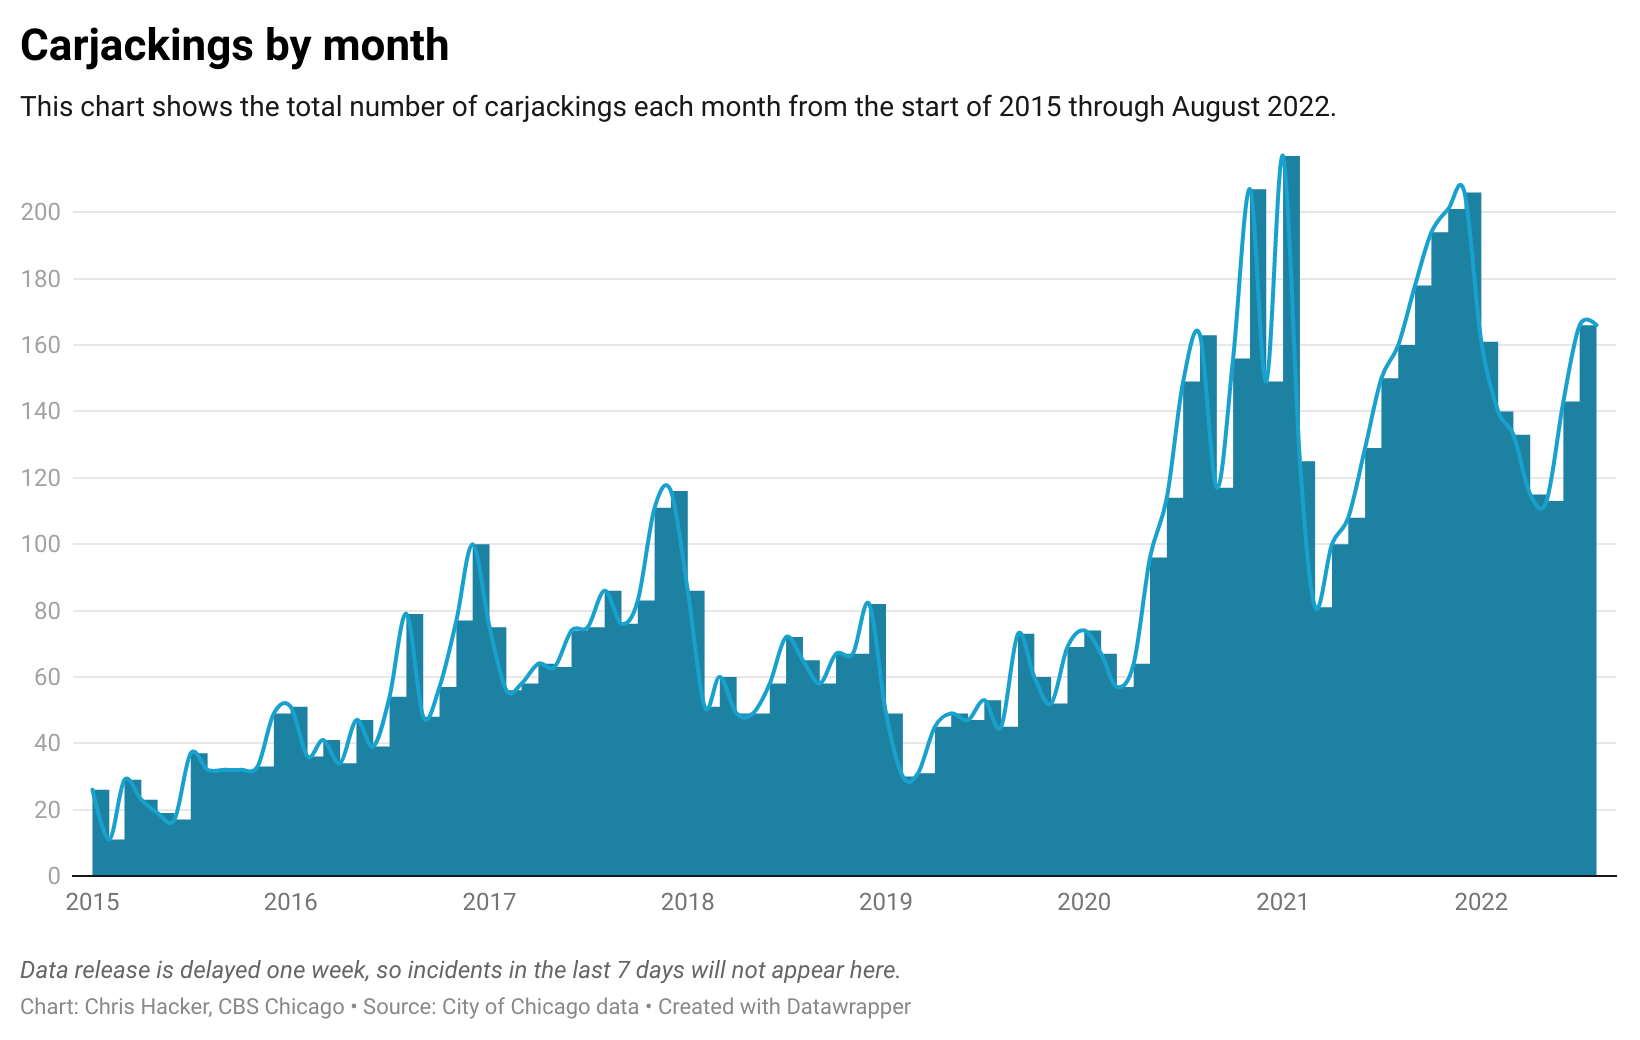 Carjackings by month
This chart shows the total number of carjackings each month from the start of 2015 through August 2022.
200
180
160
140
120
100
80
60
40
20
0
2015 2016 2017 2018 2019 2020 2021 2022
Data release is delayed one week, so incidents in the last 7 days will not appear here.
Chart: Chris Hacker, CBS Chicago • Source: City of Chicago data • Created with Datawrapper